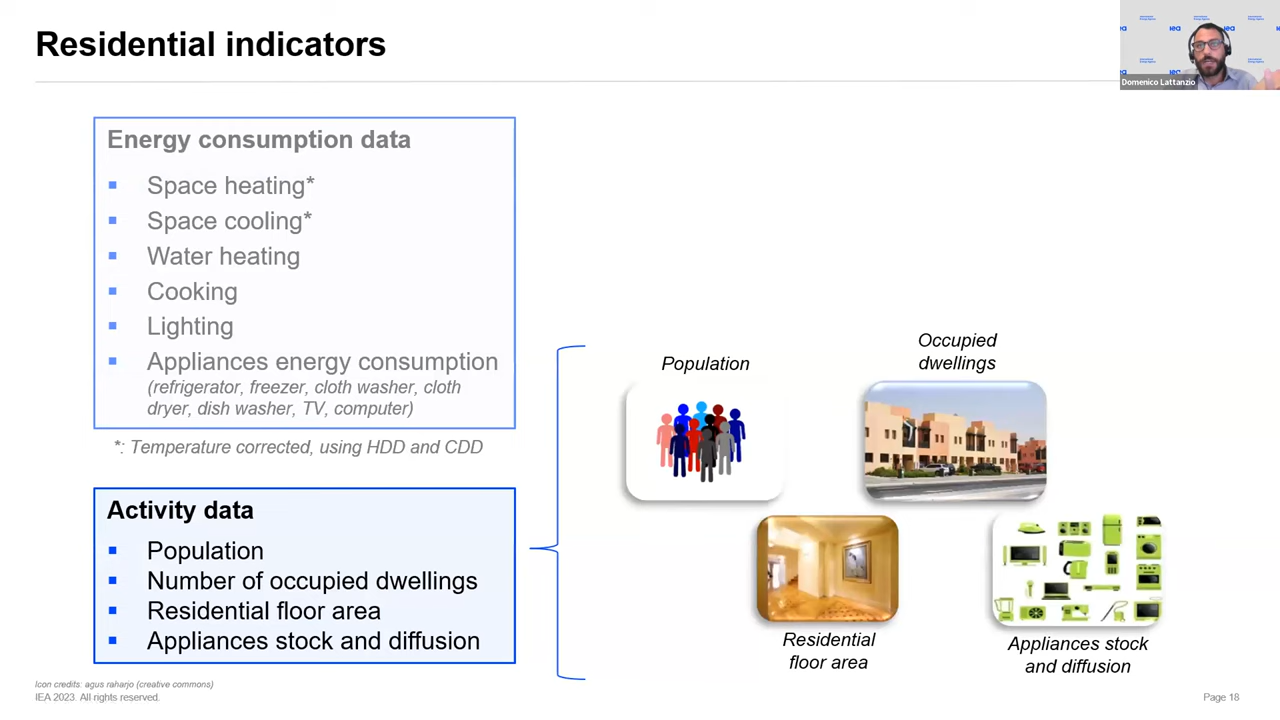 Residential indicators
iea
iea
iea
Domenico Lattanzio
Energy consumption data
Space heating*
Space cooling*
Water heating
Cooking
Lighting
Appliances energy consumption
(refrigerator, freezer, cloth washer, cloth
dryer, dish washer, TV, computer)
*: Temperature corrected, using HDD and CDD
Activity data
Population
Number of occupied dwellings
Residential floor area
Appliances stock and diffusion
Population
Occupied
dwellings
Residential
floor area
Appliances stock
and diffusion
Icon credits: agus raharjo (creative commons)
IEA 2023. All rights reserved.
Page 18